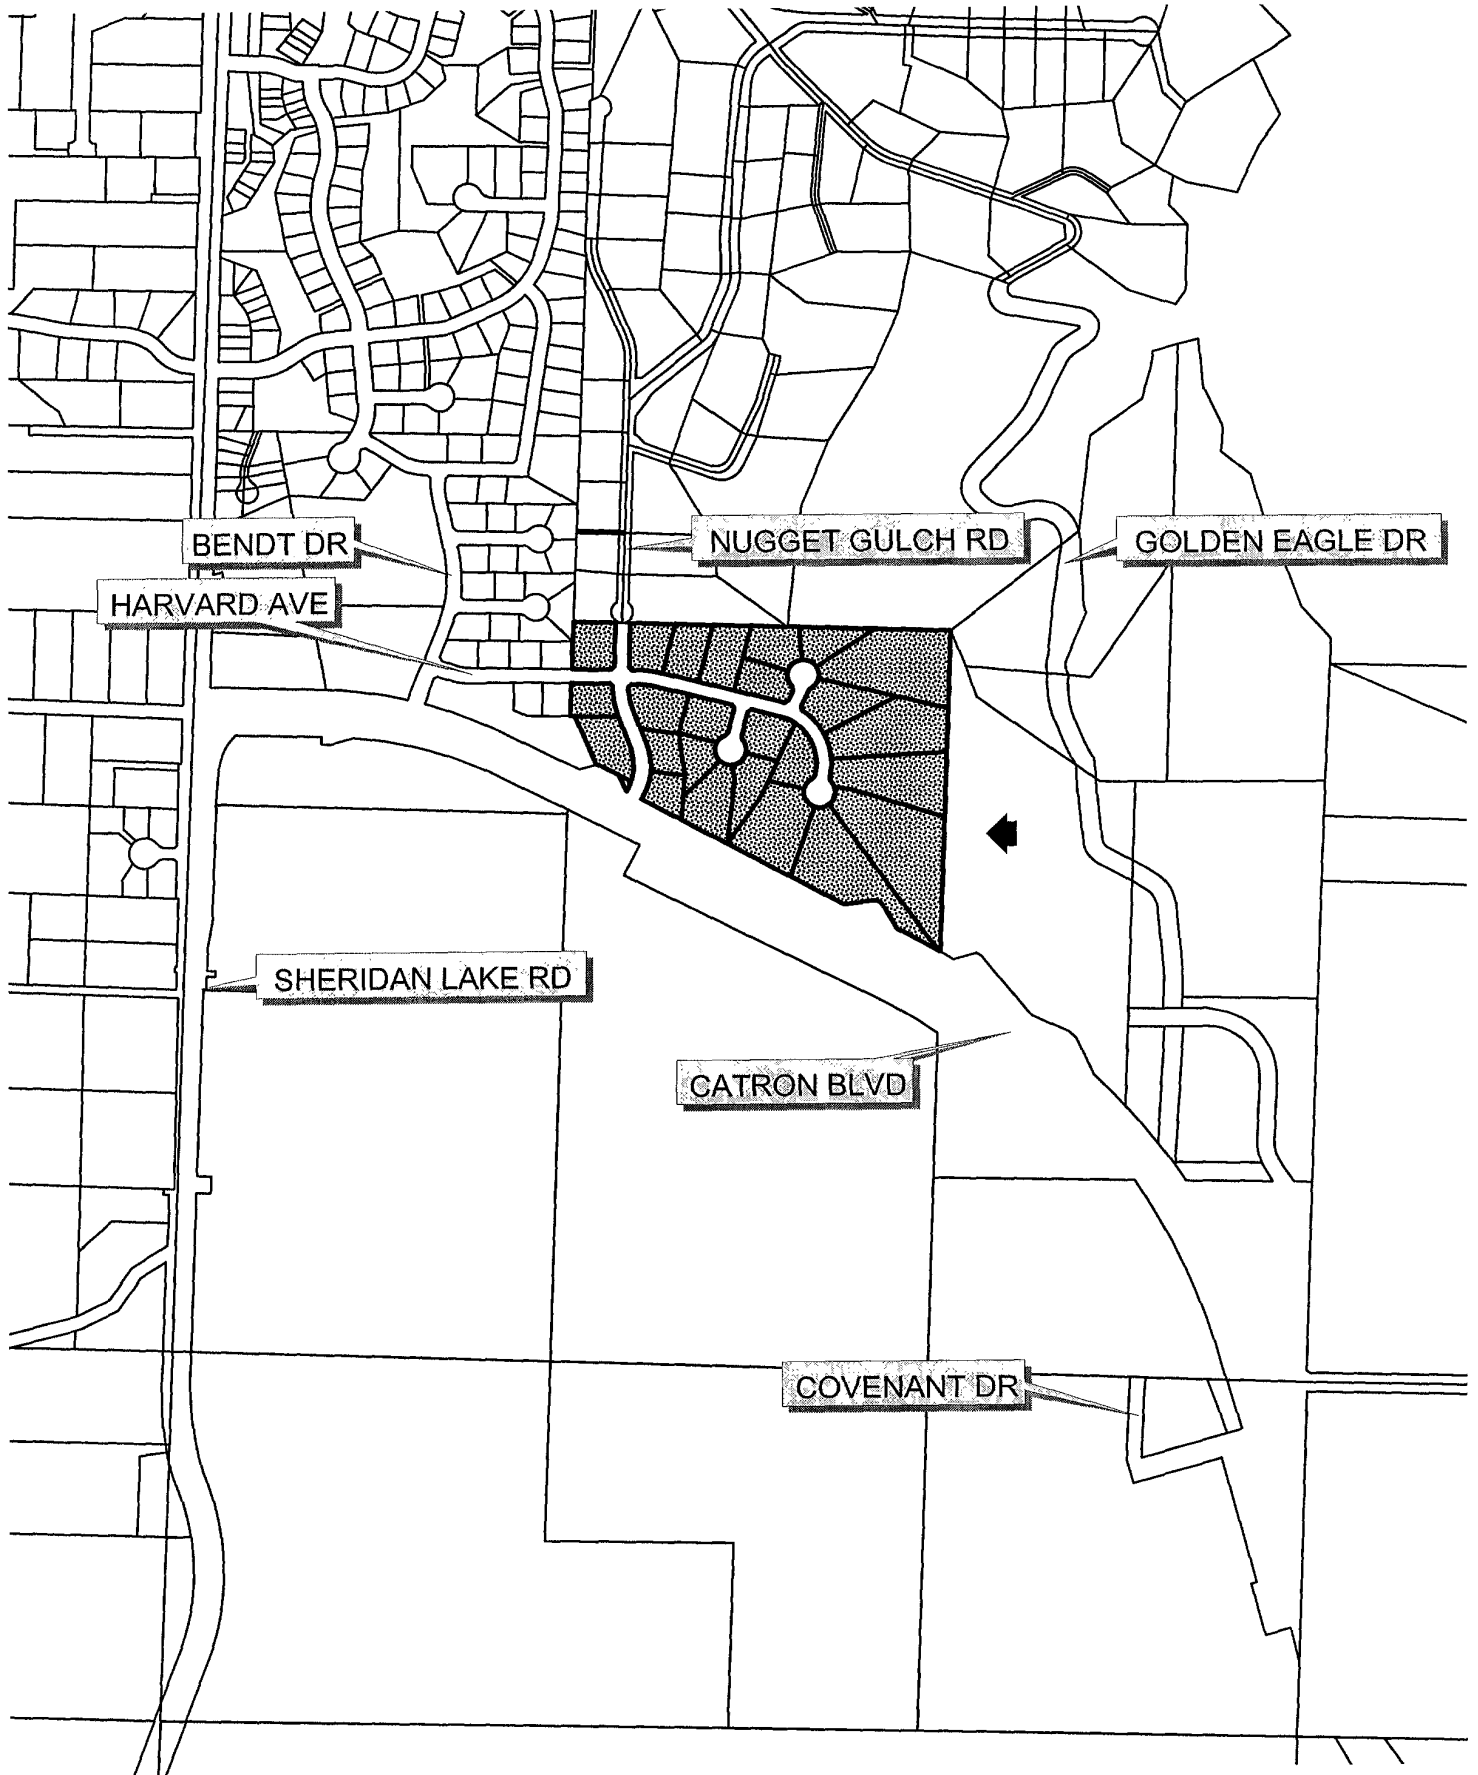 BENDT DR
NUGGET GULCH RD
GOLDEN EAGLE DR
HARVARD AVE
SHERIDAN LAKE RD
CATRON BLVD
COVENANT DR